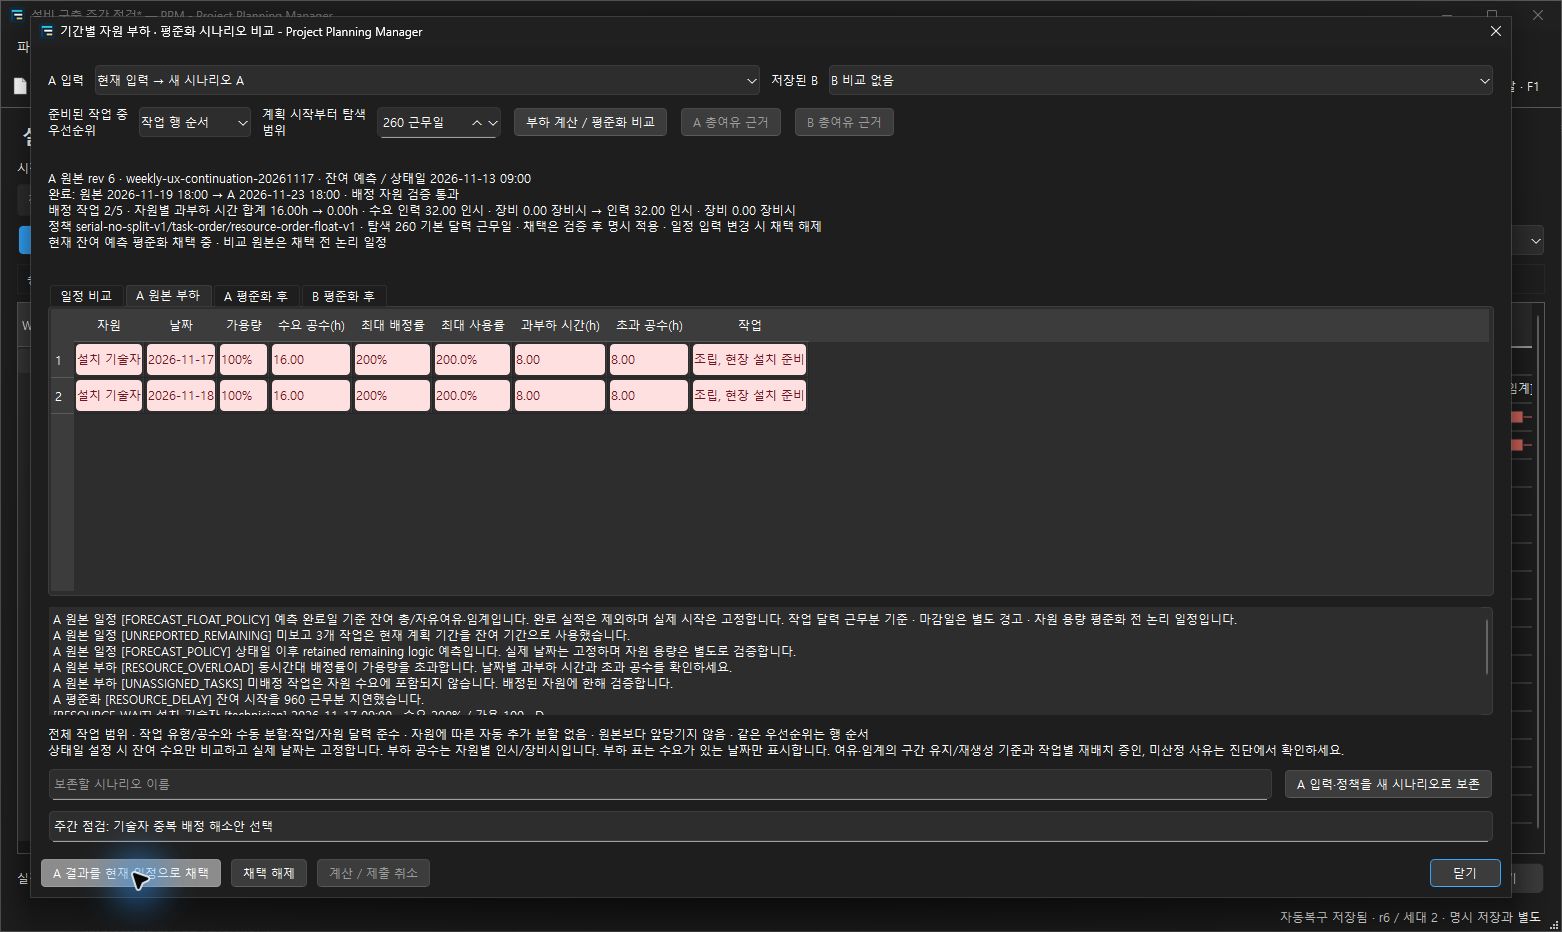 기간별 자원 부하 · 평준화 시나리오 비교 - Project Planning Manager
파
· F1
A 입력
현재 입력 → 새 시나리오 A
저장된 B
B 비교 없음
준비된 작업 중 우선순위
작업 행 순서
계획 시작부터 탐색 범위
260 근무일
부하 계산 / 평준화 비교
A 총여유 근거
B 총여유 근거
A 원본 rev 6 · weekly-ux-continuation-20261117 · 잔여 예측 / 상태일 2026-11-13 09:00
완료: 원본 2026-11-19 18:00 → A 2026-11-23 18:00 · 배정 자원 검증 통과
배정 작업 2/5 · 자원별 과부하 시간 합계 16.00h → 0.00h · 수요 인력 32.00 인시 · 장비 0.00 장비시 → 인력 32.00 인시 · 장비 0.00 장비시
정책 serial-no-split-v1/task-order/resource-order-float-v1 · 탐색 260 기본 달력 근무일 · 채택은 검증 후 명시 적용 · 일정 입력 변경 시 채택 해제
현재 잔여 예측 평준화 채택 중 · 비교 원본은 채택 전 논리 일정
일정 비교
A 원본 부하
A 평준화 후
B 평준화 후
자원 날짜 가용량 수요 공수(h) 최대 배정률 최대 사용률 과부하 시간(h) 초과 공수(h) 작업
1 설치 기술자 2026-11-17 100% 16.00 200% 200.0% 8.00 8.00 조립, 현장 설치 준비
2 설치 기술자 2026-11-18 100% 16.00 200% 200.0% 8.00 8.00 조립, 현장 설치 준비
A 원본 일정 [FORECAST_FLOAT_POLICY] 예측 완료일 기준 잔여 총/자유여유·임계입니다. 완료 실적은 제외하며 실제 시작은 고정합니다. 작업 달력 근무분 기준 · 마감일은 별도 경고 · 자원 용량 평준화 전 논리 일정입니다.
A 원본 일정 [UNREPORTED_REMAINING] 미보고 3개 작업은 현재 계획 기간을 잔여 기간으로 사용했습니다.
A 원본 일정 [FORECAST_POLICY] 상태일 이후 retained remaining logic 예측입니다. 실제 날짜는 고정하며 자원 용량은 별도로 검증합니다.
A 원본 부하 [RESOURCE_OVERLOAD] 동시간대 배정률이 가용량을 초과합니다. 날짜별 과부하 시간과 초과 공수를 확인하세요.
A 원본 부하 [UNASSIGNED_TASKS] 미배정 작업은 자원 수요에 포함되지 않습니다. 배정된 자원에 한해 검증합니다.
A 평준화 [RESOURCE_DELAY] 잔여 시작을 960 근무분 지연했습니다.
전체 작업 범위 · 작업 유형/공수와 수동 분할·작업/자원 달력 준수 · 자원에 따른 자동 추가 분할 없음 · 원본보다 앞당기지 않음 · 같은 우선순위는 행 순서
상태일 설정 시 잔여 수요만 비교하고 실제 날짜는 고정합니다. 부하 공수는 자원별 인시/장비시입니다. 부하 표는 수요가 있는 날짜만 표시합니다. 여유·임계의 구간 유지/재생성 기준과 작업별 재배치 증인, 미산정 사유는 진단에서 확인하세요.
보존할 시나리오 이름
A 입력·정책을 새 시나리오로 보존
주간 점검: 기술자 중복 배정 해소안 선택
A 결과를 현재 일정으로 채택
채택 해제
계산 / 제출 취소
닫기
자동복구 저장됨 · r6 / 세대 2 · 명시 저장과 별도